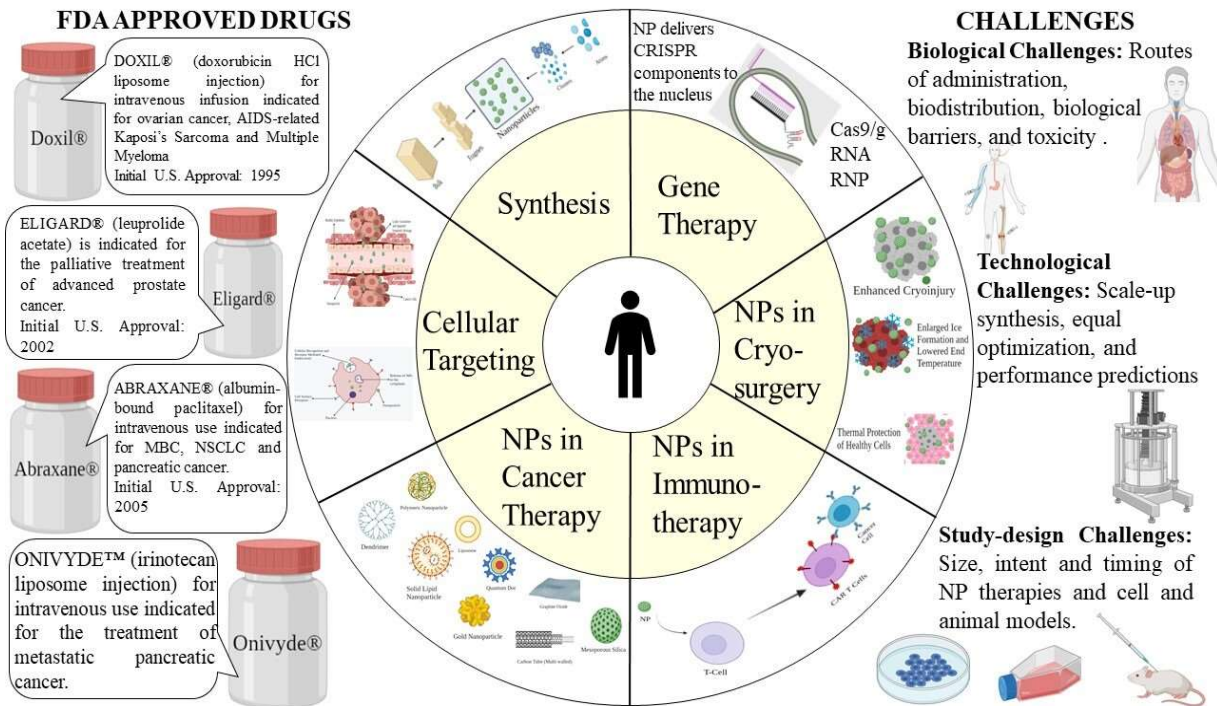 FDA APPROVED DRUGS
DOXIL® (doxorubicin HCl
liposome injection) for
intravenous infusion indicated
for ovarian cancer, AIDS-related
Kaposi's Sarcoma and Multiple
Myeloma
Initial U.S. Approval: 1995
Doxil®
ELIGARD® (leuprolide
acetate) is indicated for
the palliative treatment
of advanced prostate
cancer.
Initial U.S. Approval:
2002
Eligard®
ABRAXANE® (albumin-
bound paclitaxel) for
intravenous use indicated
for MBC, NSCLC and
pancreatic cancer.
Initial U.S. Approval:
2005
Abraxane®
ONIVYDE™ (irinotecan
liposome injection) for
intravenous use indicated
for the treatment of
metastatic pancreatic
cancer.
Onivyde®
Synthesis
Bulk
Nanoparticles
Clusters
Atoms
Gene
Therapy
NP delivers
CRISPR
components to
the nucleus
Cas9/g
RNA
RNP
NPs in
Cryo-
surgery
Enhanced Cryoinjury
Enlarged Ice
Formation and
Lowered End
Temperature
Thermal Protection
of Healthy Cells
NPs in
Immuno-
therapy
NP
T-Cell
CAR T Cells
Cancer
Cell
NPs in
Cancer
Therapy
Polymeric Nanoparticle
Dendrimer
Liposome
Solid Lipid
Nanoparticle
Quantum Dot
Graphite Oxide
Gold Nanoparticle
Carbon Tube (Multi-walled)
Mesoporous Silica
Cellular
Targeting
CHALLENGES
Biological Challenges: Routes
of administration,
biodistribution, biological
barriers, and toxicity .
Technological
Challenges: Scale-up
synthesis, equal
optimization, and
performance predictions
Study-design Challenges:
Size, intent and timing of
NP therapies and cell and
animal models.